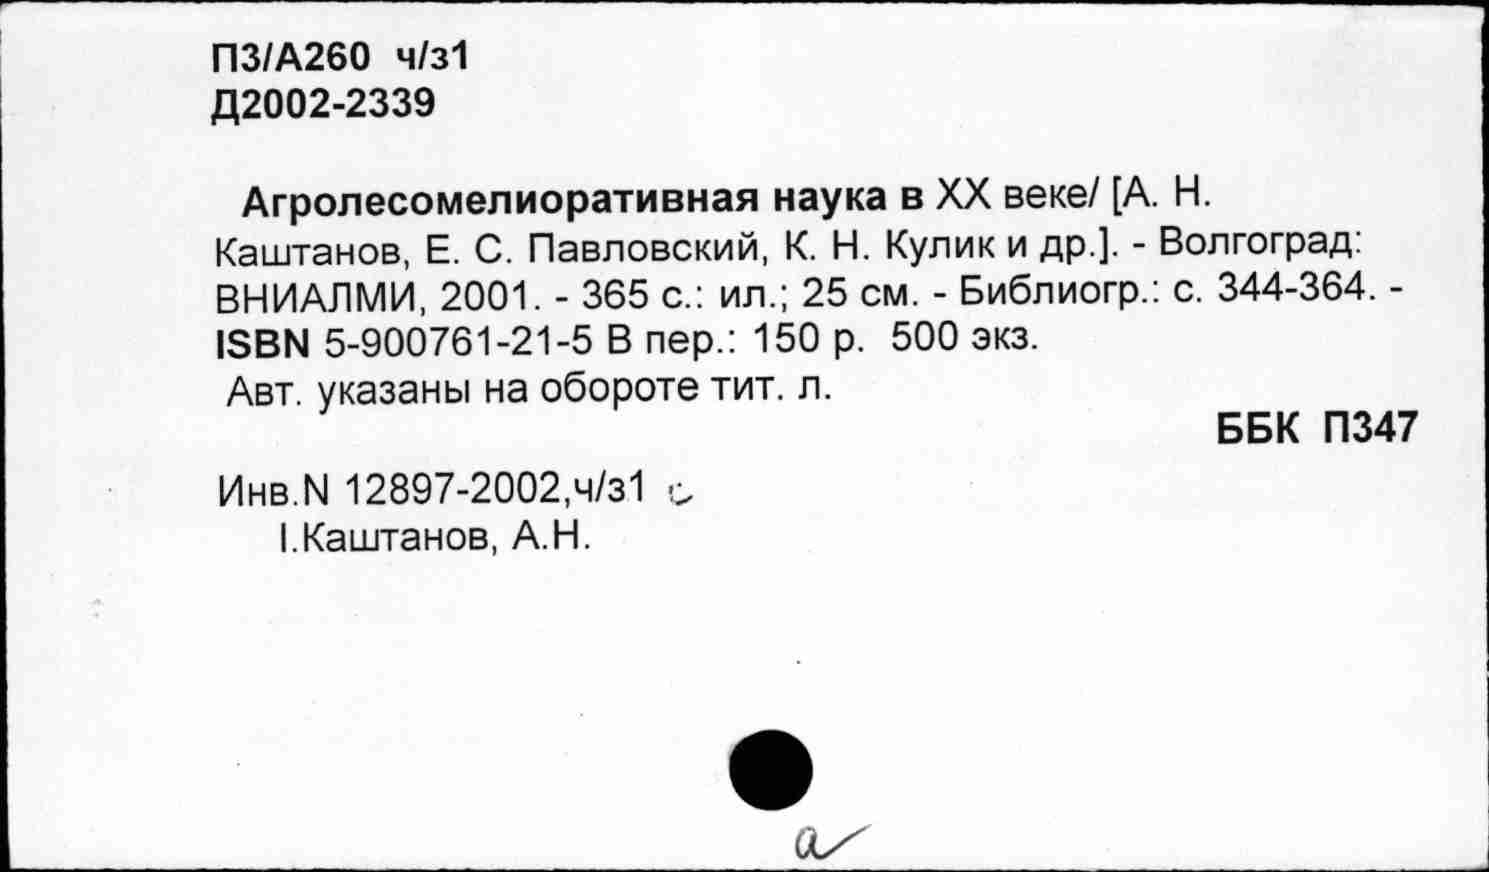 П3/А260 ч/з1
Д2002-2339
Агролесомелиоративная наука в XX веке/ [А. Н.
Каштанов, Е. С. Павловский, К. Н. Кулик и др.]. - Волгоград:
ВНИАЛМИ, 2001. - 365 с.: ил.; 25 см. - Библиогр.: с. 344-364. -
ISBN 5-900761-21-5 В пер.: 150 р. 500 экз.
Авт. указаны на обороте тит. л.
ББК П347
Инв.N 12897-2002,ч/з1
I.Каштанов, А.Н.
а